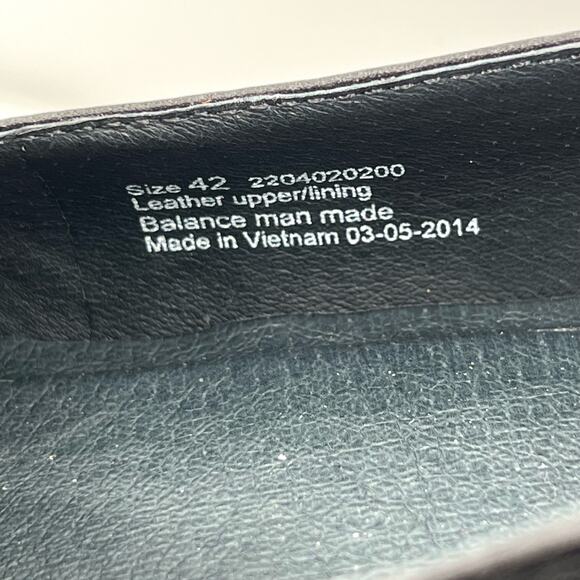 Size 42 2204020200
Leather upper/lining
Balance man made
Made in Vietnam 03-05-2014